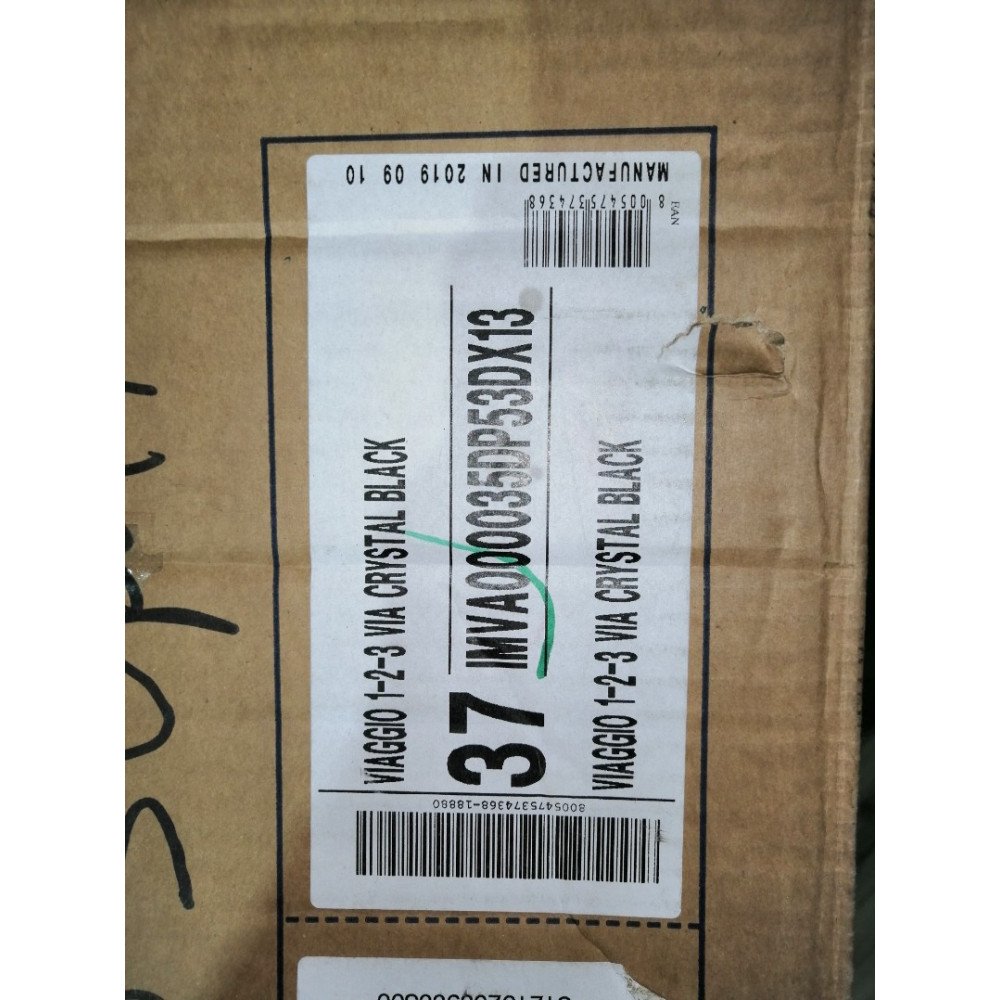 MANUFACTURED IN 2019 09 10
EAN
8 005475 374368
VIAGGIO 1-2-3 VIA CRYSTAL BLACK
37 IMVA000035DP53DX13
VIAGGIO 1-2-3 VIA CRYSTAL BLACK
8005475374368-18880